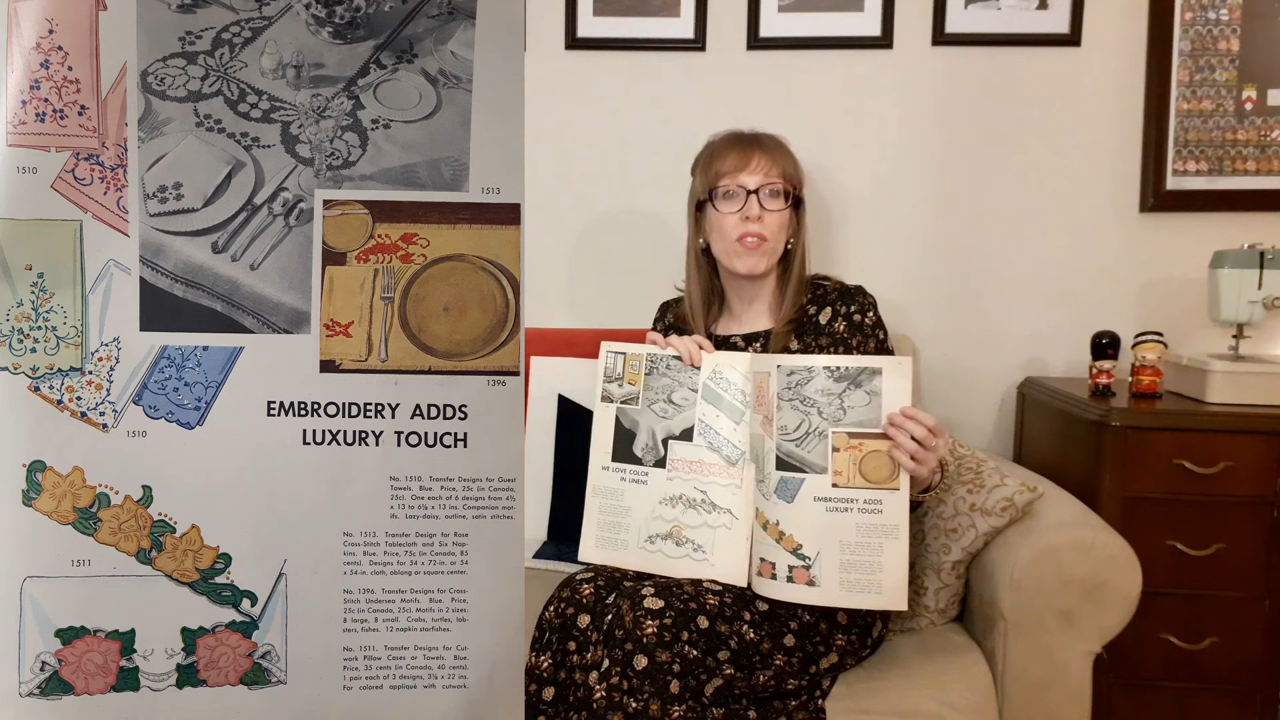 1510
1513
1396
1510
EMBROIDERY ADDS
LUXURY TOUCH
No. 1510. Transfer Designs for Guest
Towels. Blue. Price, 25c (in Canada,
25c). One each of 6 designs from 4½
x 13 to 6⅛ x 13 ins. Companion mot-
ifs. Lazy-daisy, outline, satin stitches.
1511
No. 1513. Transfer Design for Rose
Cross-Stitch Tablecloth and Six Nap-
kins. Blue. Price, 75c (in Canada, 85
cents). Designs for 54 x 72-in. or 54
x 54-in. cloth, oblong or square center.
No. 1396. Transfer Designs for Cross-
Stitch Undersea Motifs. Blue. Price,
25c (in Canada, 25c). Motifs in 2 sizes:
8 large, 8 small. Crabs, turtles, lob-
sters, fishes. 12 napkin starfishes.
No. 1511. Transfer Designs for Cut-
work Pillow Cases or Towels. Blue.
Price, 35 cents (in Canada, 40 cents).
1 pair each of 3 designs, 3⅛ x 22 ins.
For colored appliqué with cutwork.
WE LOVE COLOR
IN LINENS
EMBROIDERY ADDS
LUXURY TOUCH